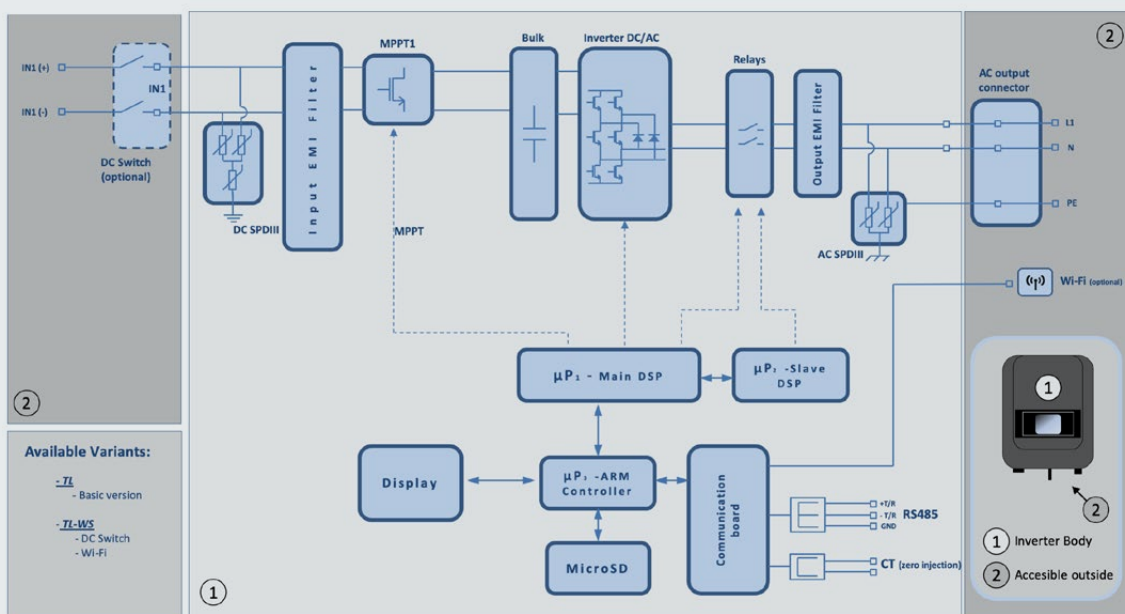 IN1 (+)
IN1 (-)
IN1
DC Switch
(optional)
2
DC SPDIII
Input EMI Filter
MPPT1
MPPT
Bulk
Inverter DC/AC
Relays
Output EMI Filter
AC SPDIII
2
AC output
connector
L1
N
PE
Wi-Fi (optional)
µP1 - Main DSP
µP3 -Slave
DSP
Display
µP2 -ARM
Controller
MicroSD
Communication
board
+T/R
- T/R
GND
RS485
CT (zero injection)
1
Available Variants:
- TL
- Basic version
- TL-WS
- DC Switch
- Wi-Fi
1
2
1 Inverter Body
2 Accesible outside